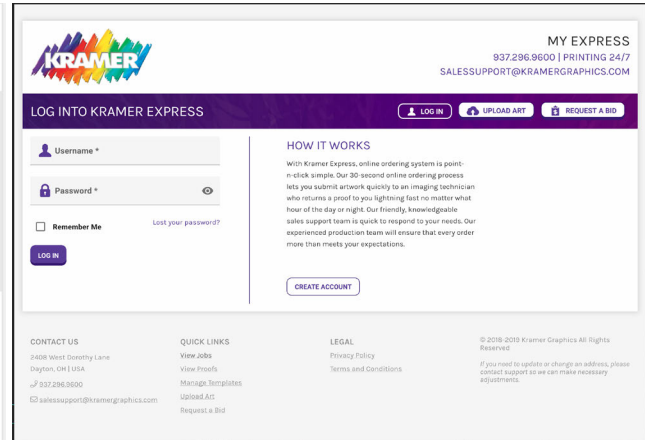 KRAMER
MY EXPRESS
937.296.9600 | PRINTING 24/7
SALESSUPPORT@KRAMERGRAPHICS.COM
LOG INTO KRAMER EXPRESS
LOG IN
UPLOAD ART
REQUEST A BID
Username *
Password *
Remember Me
Lost your password?
LOG IN
HOW IT WORKS
With Kramer Express, online ordering system is point-
n-click simple. Our 30-second online ordering process
lets you submit artwork quickly to an imaging technician
who returns a proof to you lightning fast no matter what
hour of the day or night. Our friendly, knowledgeable
sales support team is quick to respond to your needs. Our
experienced production team will ensure that every order
more than meets your expectations.
CREATE ACCOUNT
CONTACT US
2408 West Dorothy Lane
Dayton, OH | USA
937.296.9600
salessupport@kramergraphics.com
QUICK LINKS
View Jobs
View Proofs
Manage Templates
Upload Art
Request a Bid
LEGAL
Privacy Policy
Terms and Conditions
© 2018-2019 Kramer Graphics All Rights
Reserved
If you need to update or change an address, please
contact support so we can make necessary
adjustments.